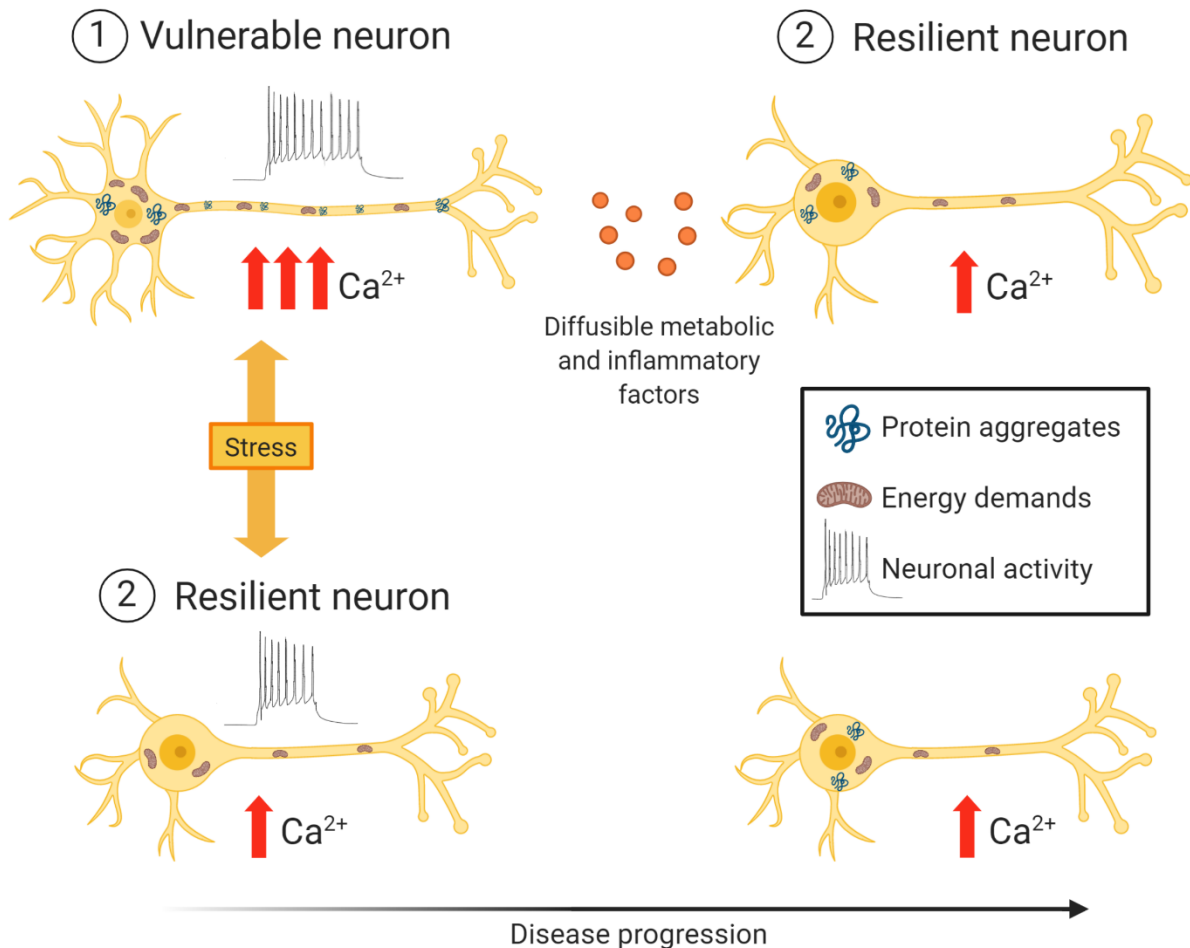 1 Vulnerable neuron
2 Resilient neuron
Ca²⁺
Ca²⁺
Diffusible metabolic
and inflammatory
factors
Stress
Protein aggregates
Energy demands
Neuronal activity
2 Resilient neuron
Ca²⁺
Ca²⁺
Disease progression